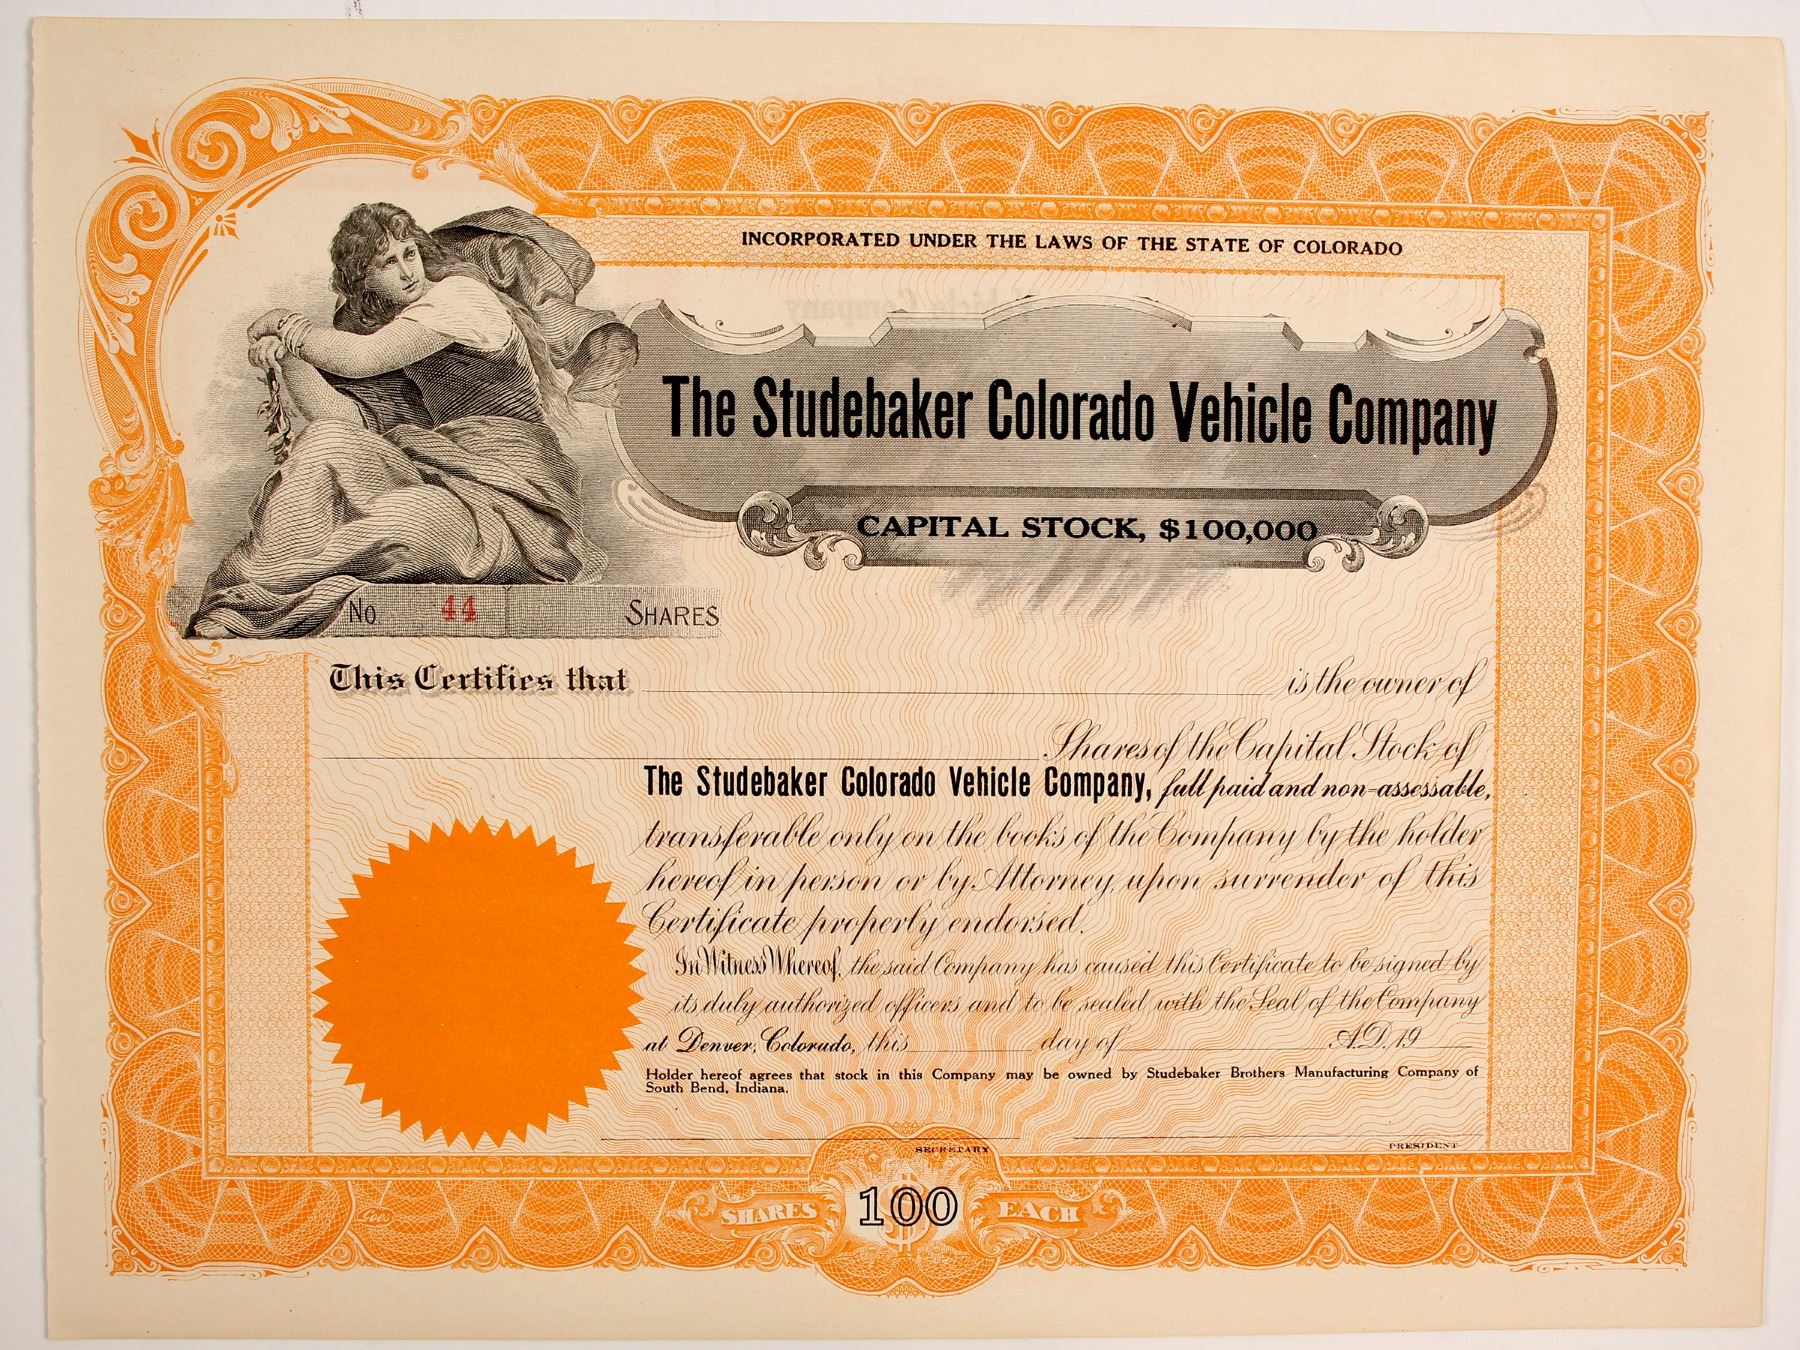 INCORPORATED UNDER THE LAWS OF THE STATE OF COLORADO
The Studebaker Colorado Vehicle Company
CAPITAL STOCK, $100,000
No. 44 SHARES
This Certifies that is the owner of
Shares of the Capital Stock of
The Studebaker Colorado Vehicle Company, full paid and non-assessable,
transferable only on the books of the Company by the holder
hereof in person or by Attorney upon surrender of this
Certificate properly endorsed.
In Witness Whereof, the said Company has caused this Certificate to be signed by
its duly authorized officers and to be sealed with the Seal of the Company
at Denver, Colorado, this day of A.D. 19
Holder hereof agrees that stock in this Company may be owned by Studebaker Brothers Manufacturing Company of
South Bend, Indiana.
SECRETARY PRESIDENT
SHARES $100 EACH
Goes